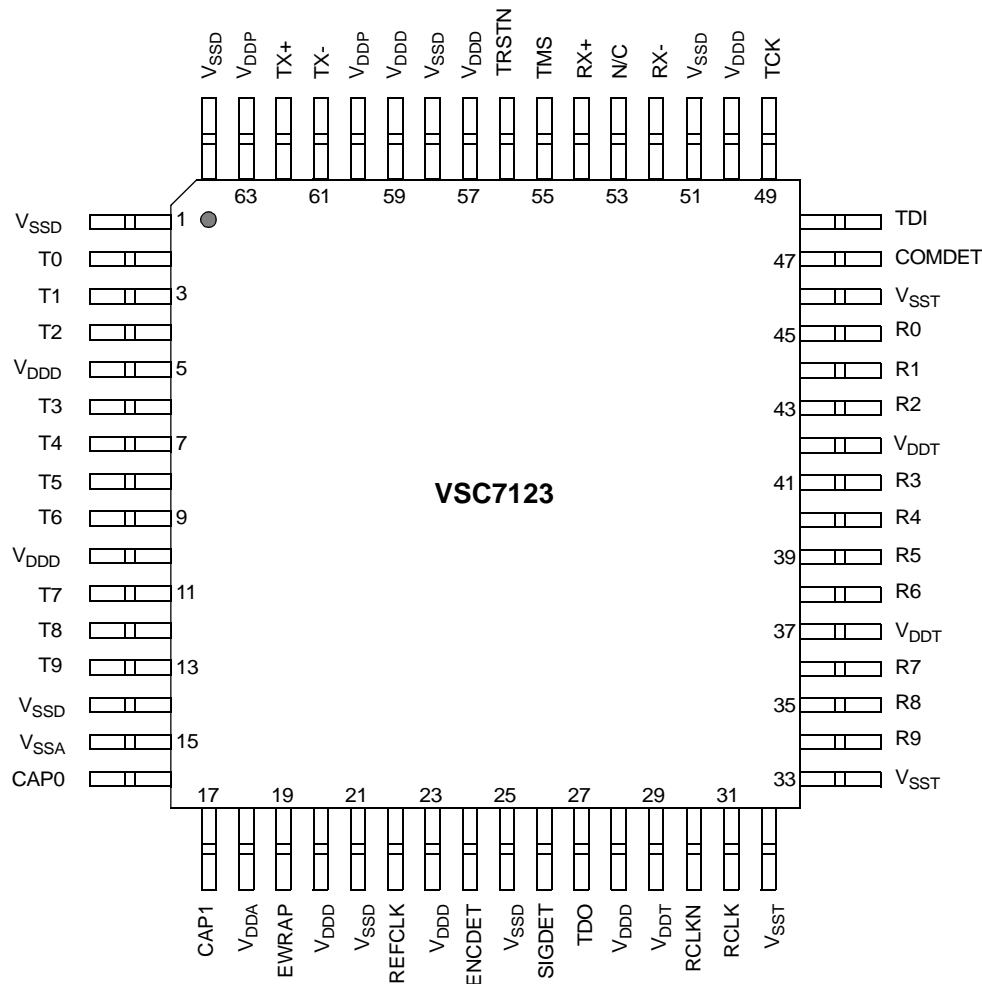 VSSD VDDP TX+ TX- VDDP VDDD VSSD VDDD TRSTN TMS RX+ N/C RX- VSSD VDDD TCK
63 61 59 57 55 53 51 49
VSSD 1 TDI
T0 47 COMDET
T1 3 VSST
T2 45 R0
VDDD 5 R1
T3 43 R2
T4 7 VDDT
T5 41 R3
T6 9 R4
VSC7123
VDDD 39 R5
T7 11 R6
T8 37 VDDT
T9 13 R7
VSSD 35 R8
VSSA 15 R9
CAP0 33 VSST
17 19 21 23 25 27 29 31
CAP1 VDDA EWRAP VDDD VSSD REFCLK VDDD ENCDET VSSD SIGDET TDO VDDD VDDT RCLKN RCLK VSST